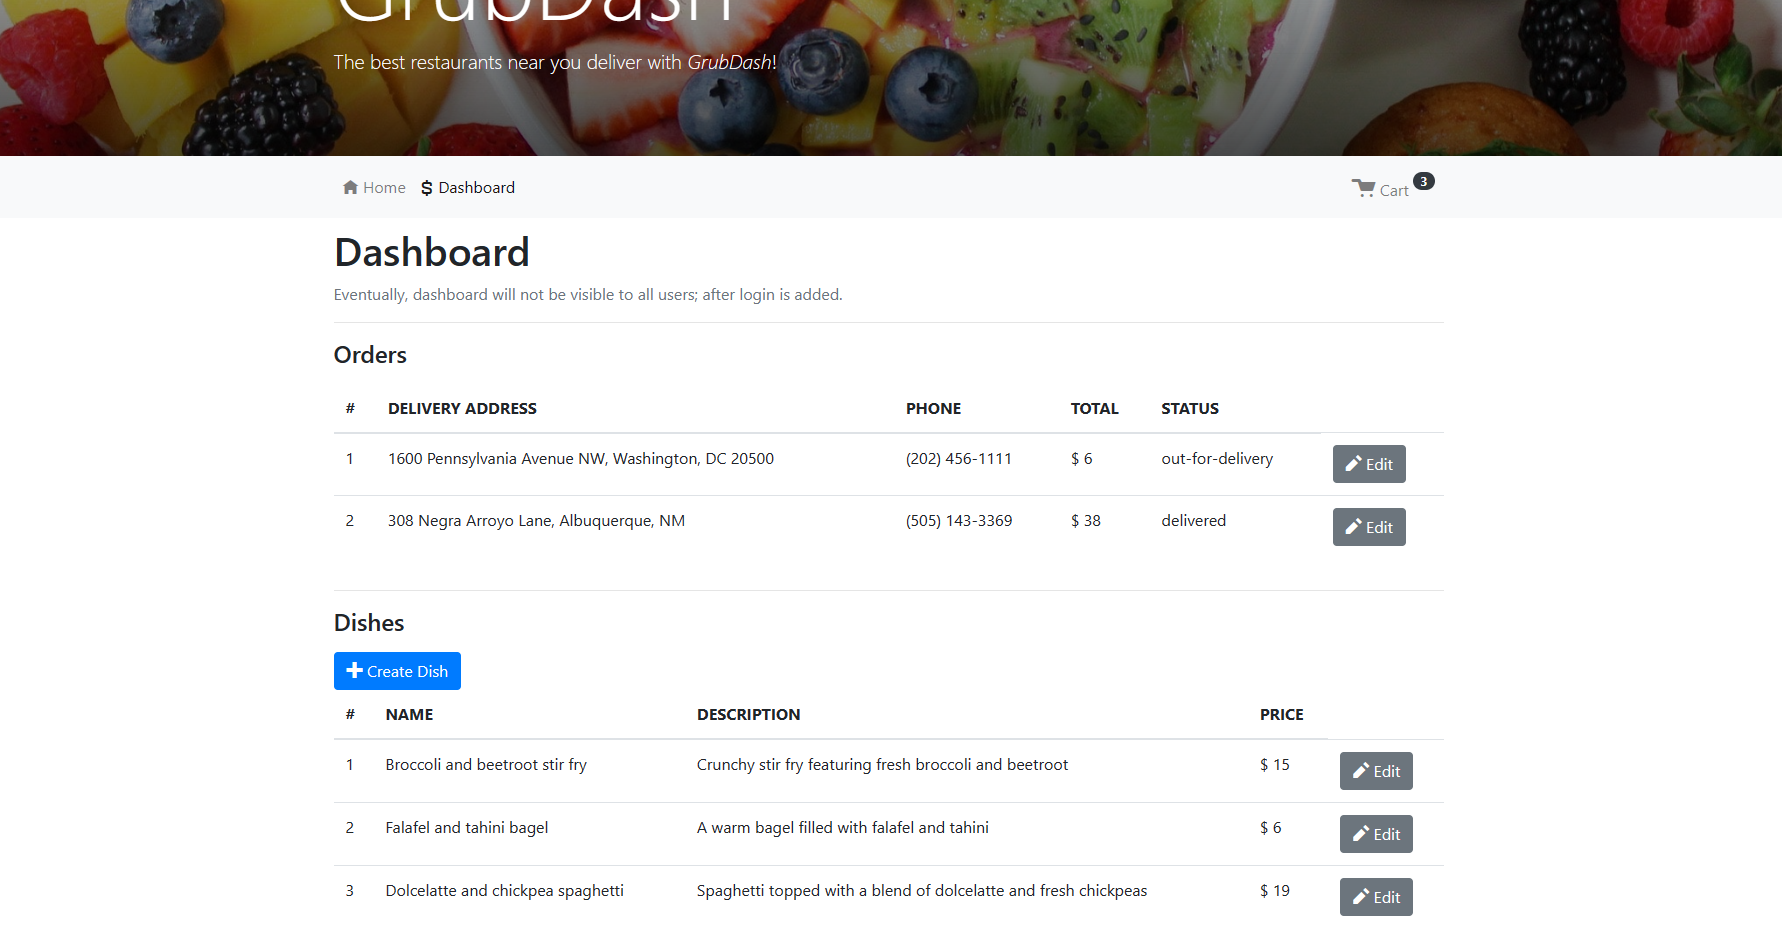 GrubDash
The best restaurants near you deliver with GrubDash!
Home $ Dashboard Cart 3
Dashboard
Eventually, dashboard will not be visible to all users; after login is added.
Orders
# DELIVERY ADDRESS PHONE TOTAL STATUS
1 1600 Pennsylvania Avenue NW, Washington, DC 20500 (202) 456-1111 $ 6 out-for-delivery Edit
2 308 Negra Arroyo Lane, Albuquerque, NM (505) 143-3369 $ 38 delivered Edit
Dishes
Create Dish
# NAME DESCRIPTION PRICE
1 Broccoli and beetroot stir fry Crunchy stir fry featuring fresh broccoli and beetroot $ 15 Edit
2 Falafel and tahini bagel A warm bagel filled with falafel and tahini $ 6 Edit
3 Dolcelatte and chickpea spaghetti Spaghetti topped with a blend of dolcelatte and fresh chickpeas $ 19 Edit